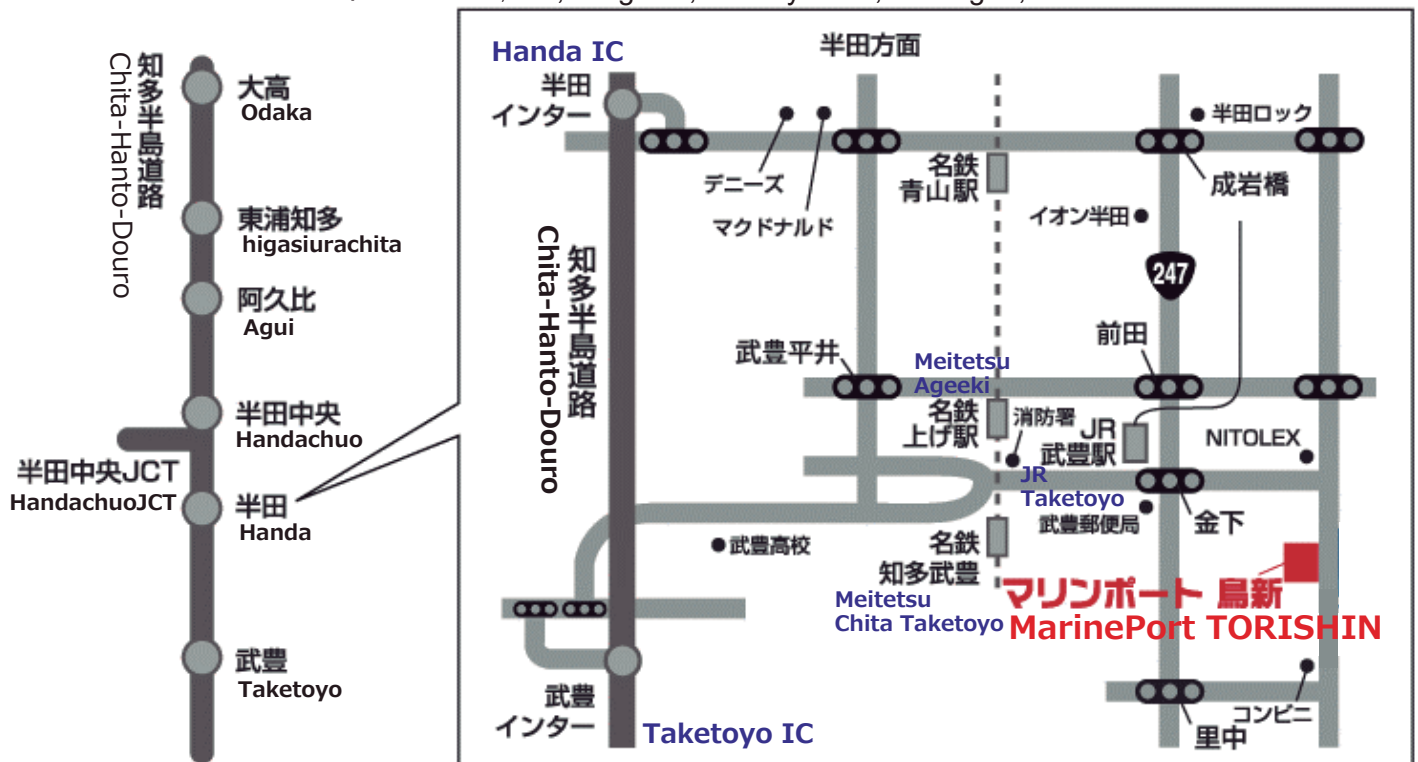 知多半島道路
Chita-Hanto-Douro
大高
Odaka
東浦知多
higasiurachita
阿久比
Agui
半田中央
Handachuo
半田中央JCT
HandachuoJCT
半田
Handa
武豊
Taketoyo
Handa IC
半田
インター
半田方面
デニーズ
マクドナルド
名鉄
青山駅
半田ロック
成岩橋
イオン半田
247
知多半島道路
Chita-Hanto-Douro
武豊平井
Meitetsu
Ageeki
名鉄
上げ駅
前田
消防署
JR
武豊駅
NITOLEX
JR
Taketoyo
武豊郵便局
金下
武豊高校
名鉄
知多武豊
Meitetsu
Chita Taketoyo
マリンポート 鳥新
MarinePort TORISHIN
武豊
インター
Taketoyo IC
里中
コンビニ